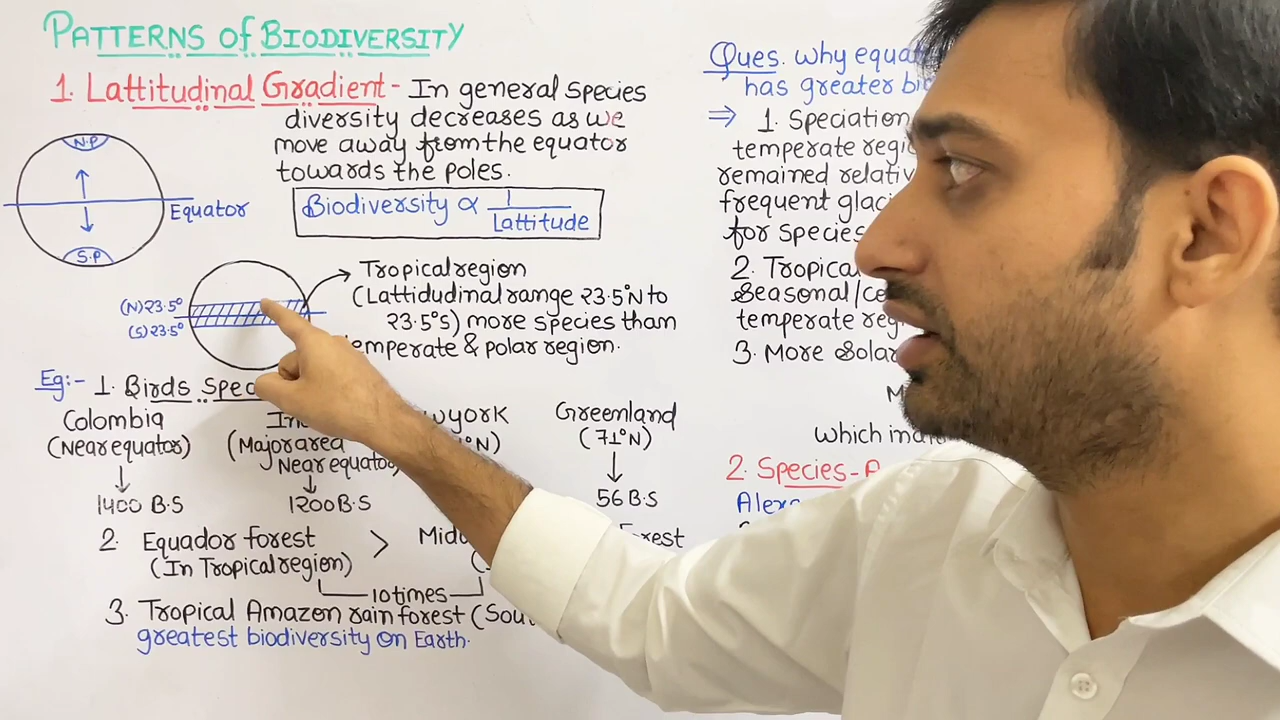 PATTERNS of BIODIVERSITY
1. Lattitudinal Gradient - In general species
diversity decreases as we
move away from the equator
towards the poles.
N.P
Equator
S.P
Biodiversity ∝ 1
Lattitude
Tropical region
(Lattidudinal range 23.5°N to
23.5°S) more species than
temperate & polar region.
(N) 23.5°
(S) 23.5°
Eg:- 1. Birds Spec
Colombia
(Near equator)
1400 B.S
(Major area
Near equator)
1200 B.S
Greenland
(71°N)
56 B.S
2. Equador forest
(In Tropical region)
>
10 times
3. Tropical Amazon rain forest
greatest biodiversity on Earth.
Ques. why
has greater
⇒ 1. Speciation
temperate
remained
frequent
for species
2. Tropical
Seasonal/
temperate
3. More Solar
which
2. Species-